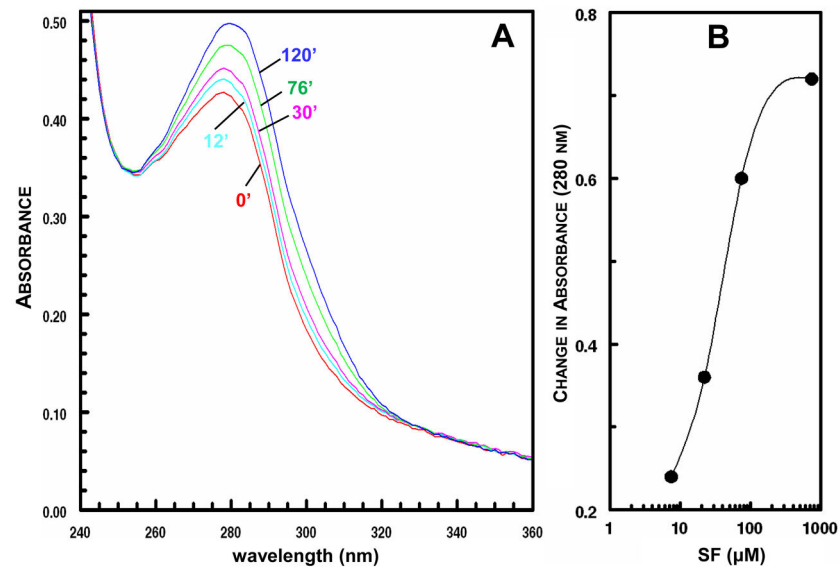 A
0.50
0.40
0.30
0.20
0.10
0.00
ABSORBANCE
120’
76’
30’
12’
0’
240 260 280 300 320 340 360
wavelength (nm)
B
0.8
0.6
0.4
0.2
CHANGE IN ABSORBANCE (280 NM)
1 10 100 1000
SF (µM)